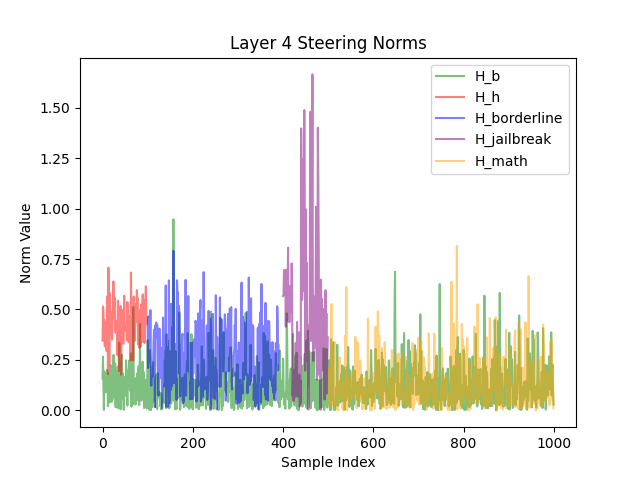 Layer 4 Steering Norms
H_b
H_h
H_borderline
H_jailbreak
H_math
Norm Value
1.50
1.25
1.00
0.75
0.50
0.25
0.00
0
200
400
600
800
1000
Sample Index